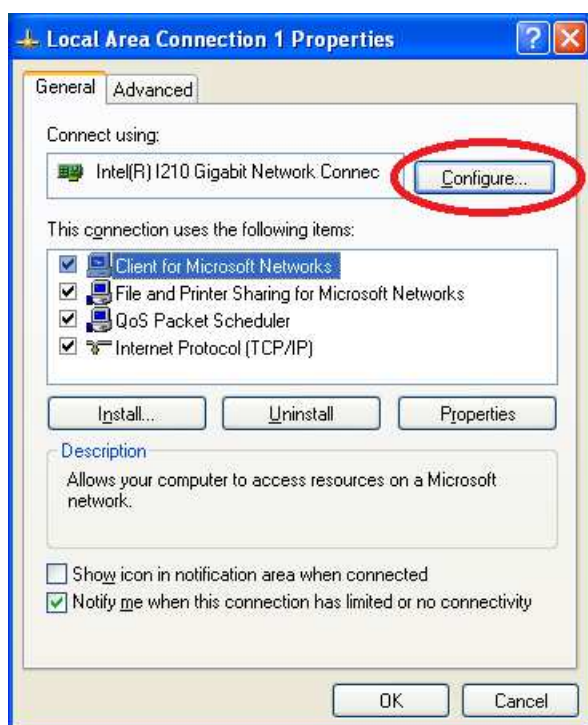 Local Area Connection 1 Properties
General
Advanced
Connect using:
Intel(R) I210 Gigabit Network Connec
Configure...
This connection uses the following items:
Client for Microsoft Networks
File and Printer Sharing for Microsoft Networks
QoS Packet Scheduler
Internet Protocol (TCP/IP)
Install...
Uninstall
Properties
Description
Allows your computer to access resources on a Microsoft
network.
Show icon in notification area when connected
Notify me when this connection has limited or no connectivity
OK
Cancel